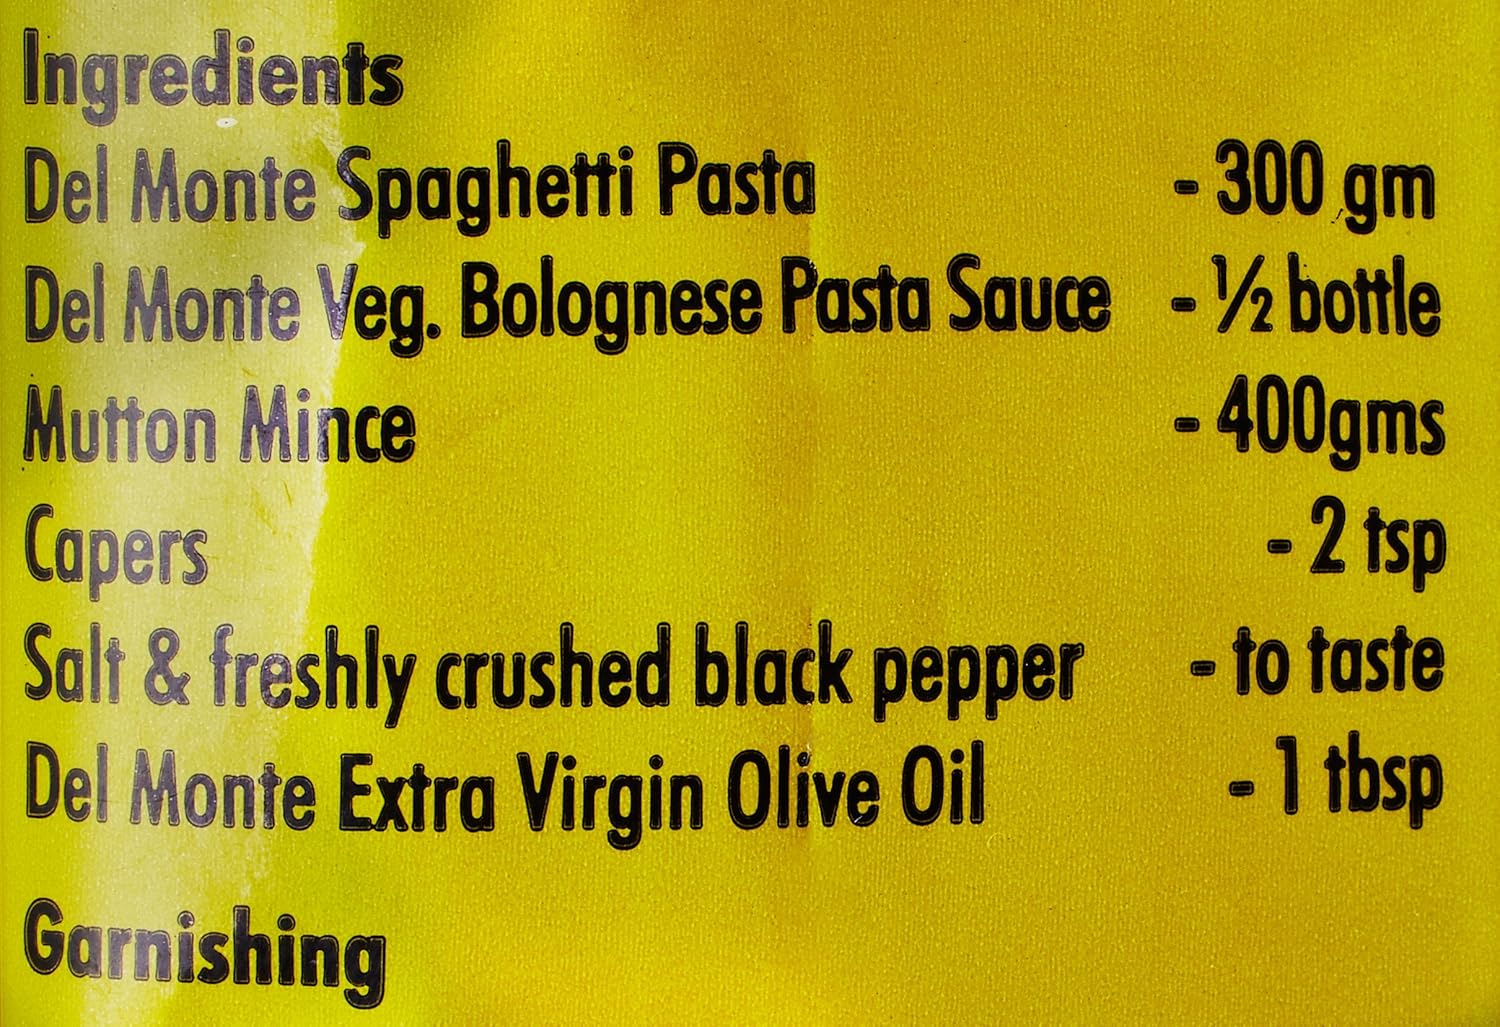 Ingredients
Del Monte Spaghetti Pasta - 300 gm
Del Monte Veg. Bolognese Pasta Sauce - ½ bottle
Mutton Mince - 400gms
Capers - 2 tsp
Salt & freshly crushed black pepper - to taste
Del Monte Extra Virgin Olive Oil - 1 tbsp
Garnishing